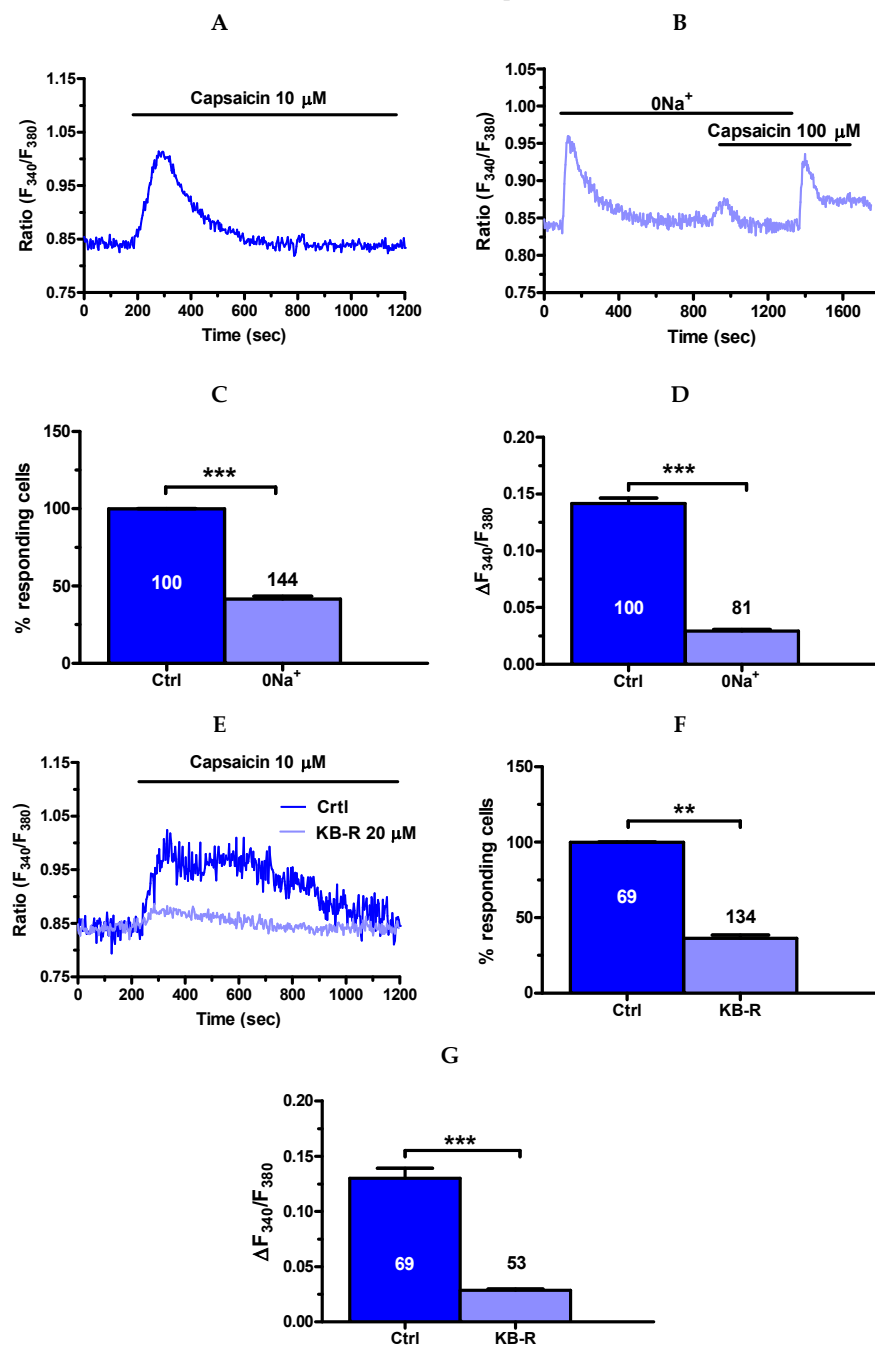 A
Capsaicin 10 μM
Ratio (F340/F380)
1.15
1.05
0.95
0.85
0.75
0 200 400 600 800 1000 1200
Time (sec)
B
0Na+
Capsaicin 100 μM
Ratio (F340/F380)
1.05
1.00
0.95
0.90
0.85
0.80
0.75
0 400 800 1200 1600
Time (sec)
C
% responding cells
150
100
50
0
***
100
144
Ctrl 0Na+
D
ΔF340/F380
0.20
0.15
0.10
0.05
0.00
***
100
81
Ctrl 0Na+
E
Capsaicin 10 μM
Crtl
KB-R 20 μM
Ratio (F340/F380)
1.15
1.05
0.95
0.85
0.75
0 200 400 600 800 1000 1200
Time (sec)
F
% responding cells
150
100
50
0
**
69
134
Ctrl KB-R
G
ΔF340/F380
0.20
0.15
0.10
0.05
0.00
***
69
53
Ctrl KB-R